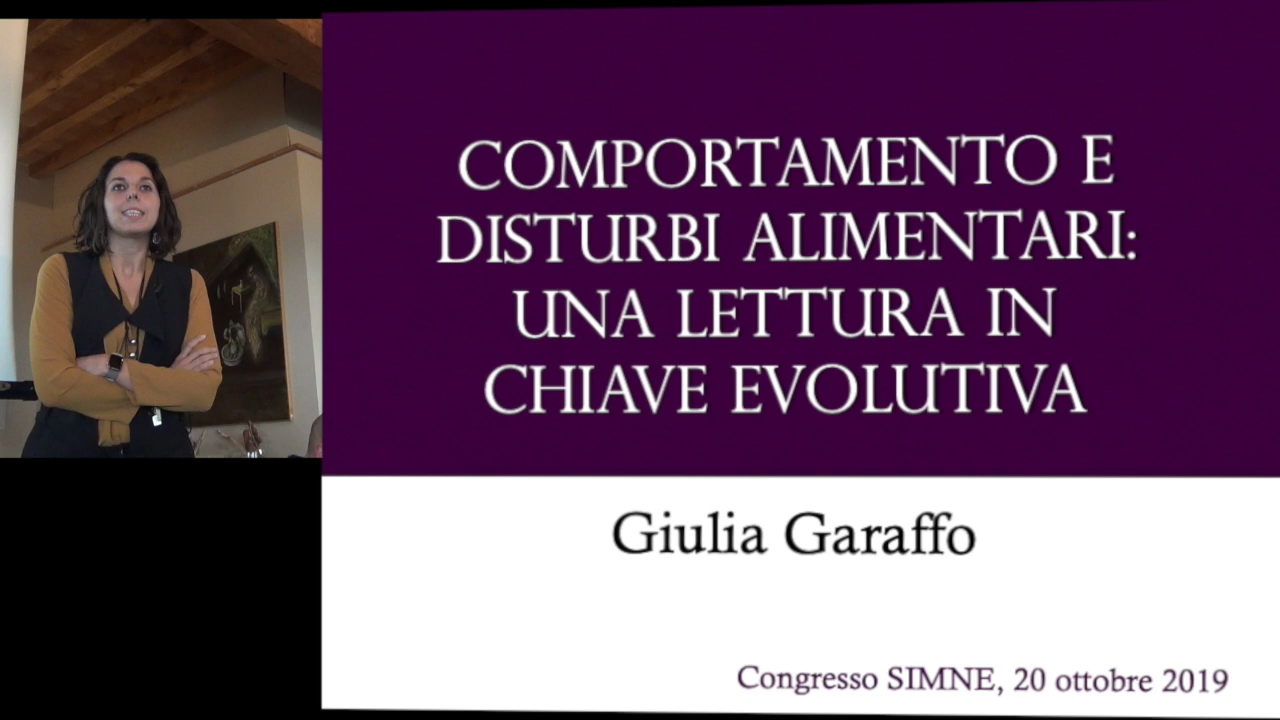 COMPORTAMENTO E
DISTURBI ALIMENTARI:
UNA LETTURA IN
CHIAVE EVOLUTIVA
Giulia Garaffo
Congresso SIMNE, 20 ottobre 2019